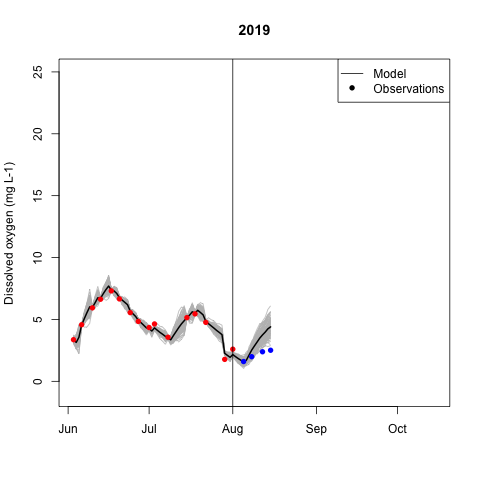 2019
Model
Observations
Dissolved oxygen (mg L-1)
25
20
15
10
5
0
Jun
Jul
Aug
Sep
Oct